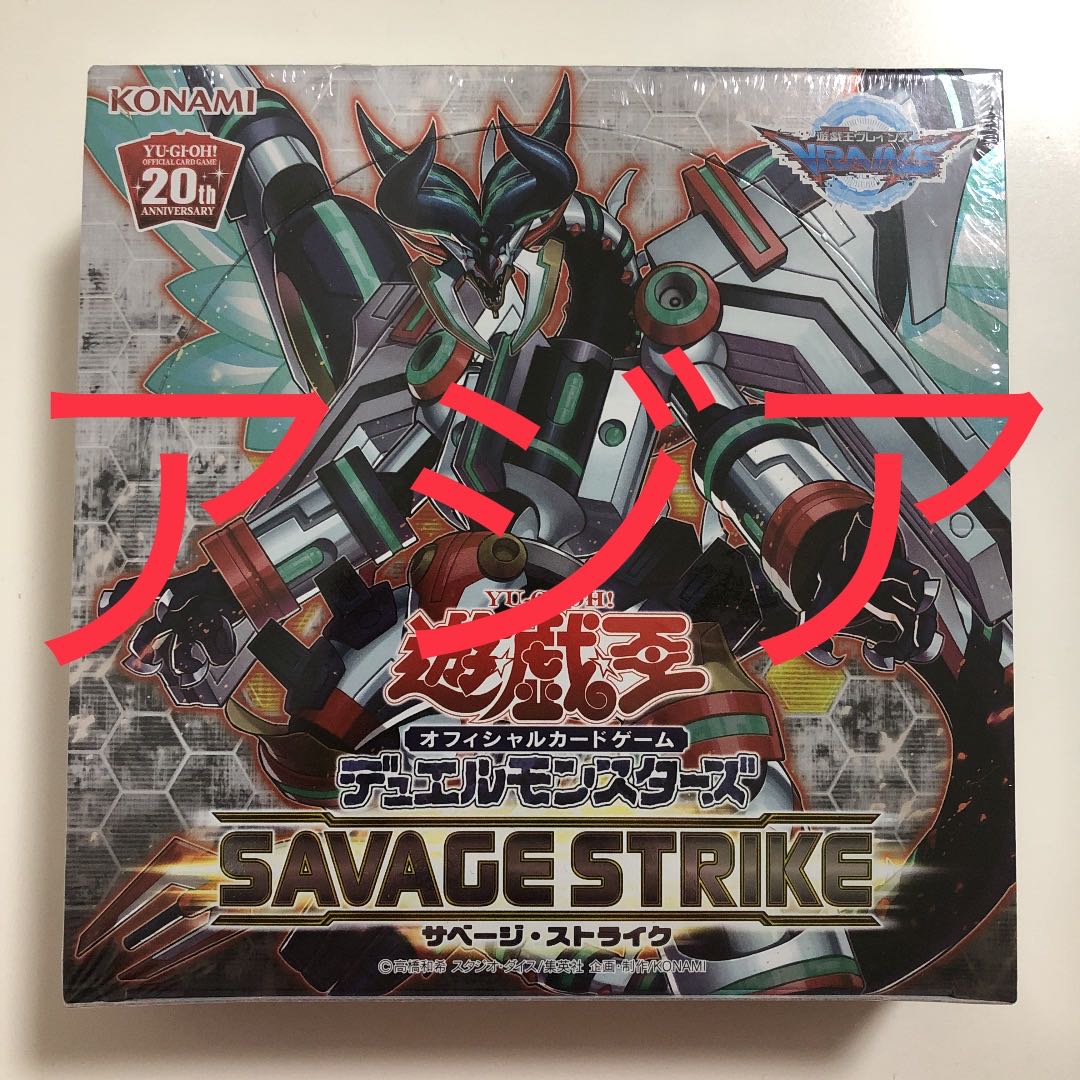 KONAMI
YU-GI-OH!
OFFICIAL CARD GAME
20th
ANNIVERSARY
遊戯王ヴレインズ
VRAINS
アジア
YU-GI-OH!
遊戯王
オフィシャルカードゲーム
デュエルモンスターズ
SAVAGE STRIKE
サベージ・ストライク
©高橋和希 スタジオ・ダイス/集英社 企画・制作/KONAMI